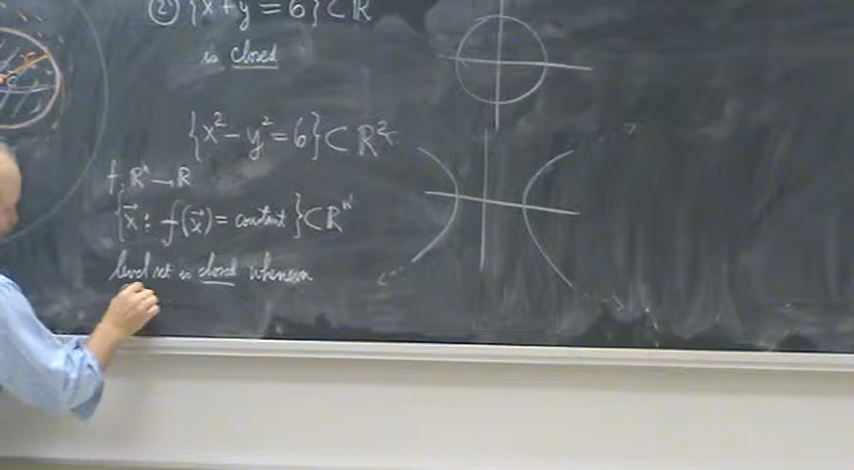 ② {x+y = 6} ⊂ R
is closed
{x² - y² = 6} ⊂ R²
f: Rⁿ → R
{x⃗ : f(x⃗) = constant} ⊂ Rⁿ
level set is closed whenever